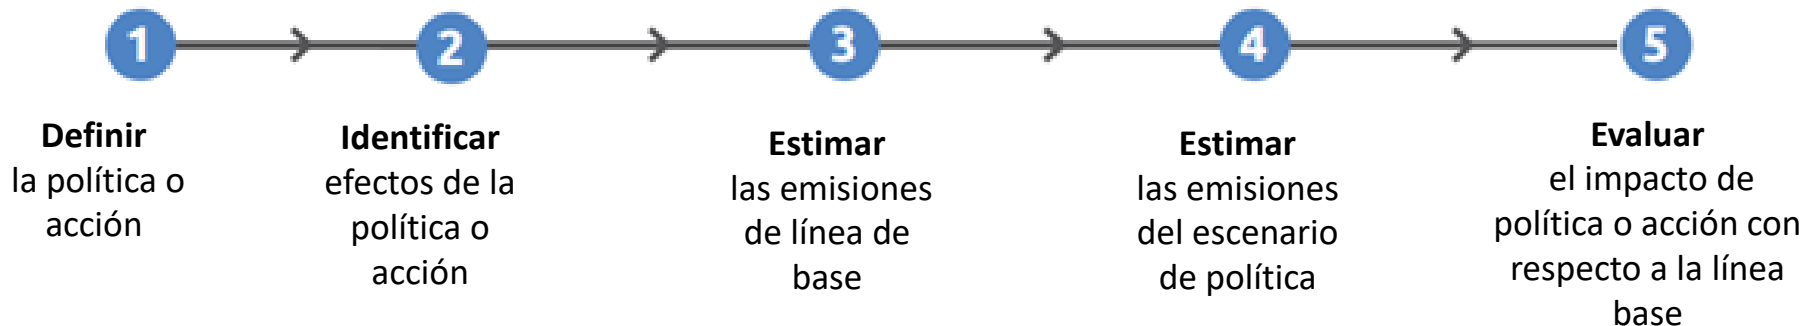 1
Definir
la política o
acción
2
Identificar
efectos de la
política o
acción
3
Estimar
las emisiones
de línea de
base
4
Estimar
las emisiones
del escenario
de política
5
Evaluar
el impacto de
política o acción con
respecto a la línea
base